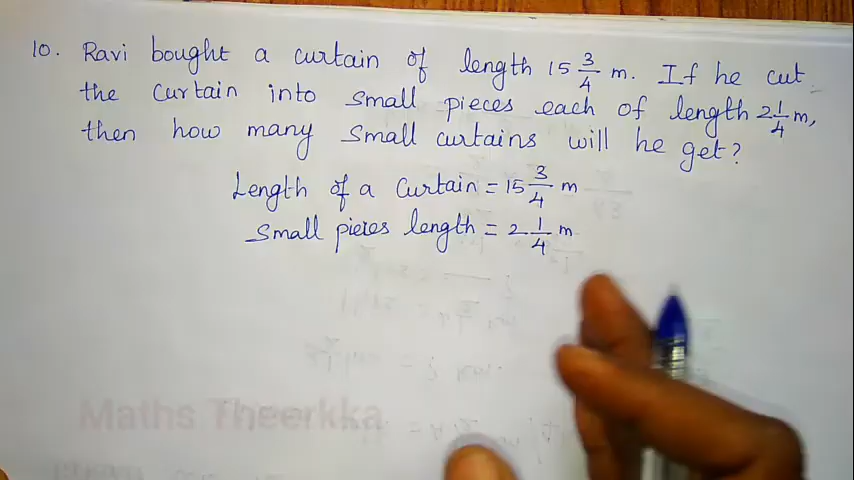 10. Ravi bought a curtain of length 15 3/4 m. If he cut
the curtain into small pieces each of length 2 1/4 m,
then how many small curtains will he get?
Length of a curtain = 15 3/4 m
Small pieces length = 2 1/4 m
Maths Theerkka